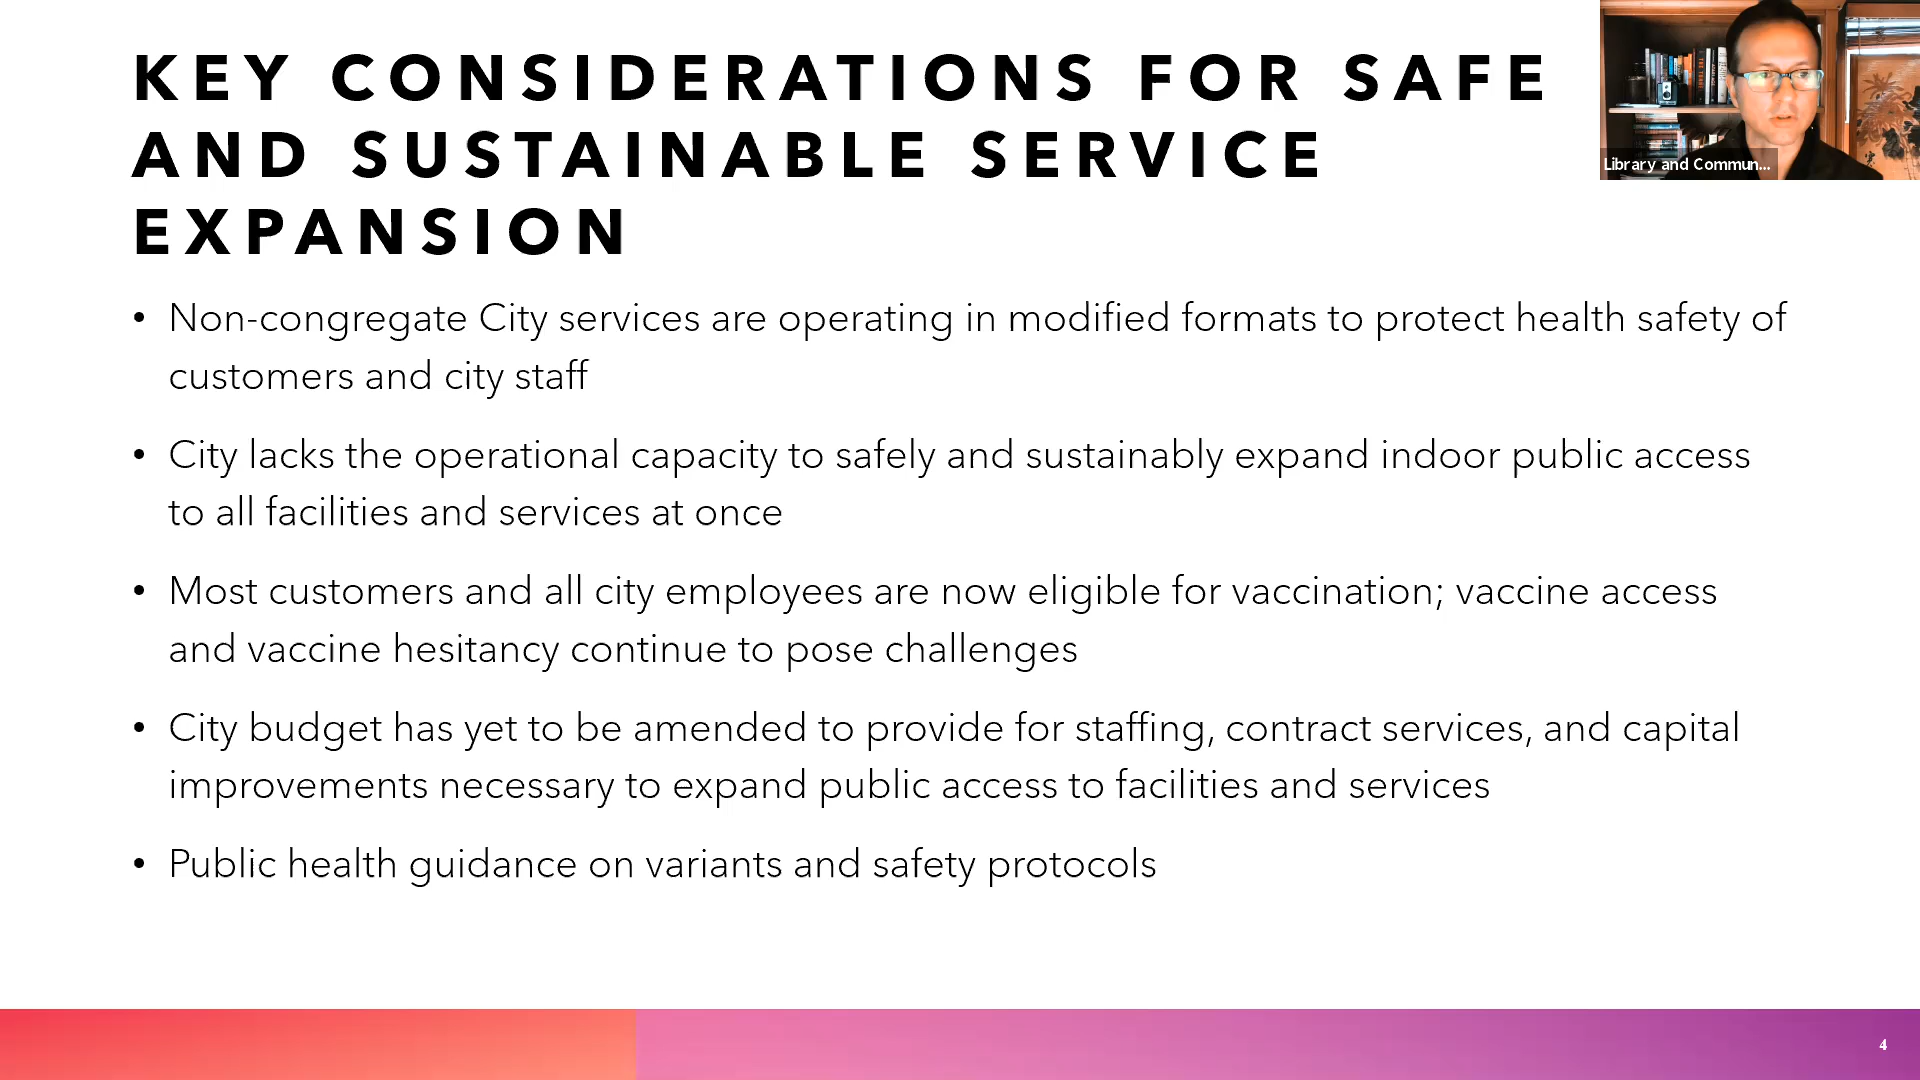 KEY CONSIDERATIONS FOR SAFE
AND SUSTAINABLE SERVICE
EXPANSION
Library and Commun...
• Non-congregate City services are operating in modified formats to protect health safety of
customers and city staff
• City lacks the operational capacity to safely and sustainably expand indoor public access
to all facilities and services at once
• Most customers and all city employees are now eligible for vaccination; vaccine access
and vaccine hesitancy continue to pose challenges
• City budget has yet to be amended to provide for staffing, contract services, and capital
improvements necessary to expand public access to facilities and services
• Public health guidance on variants and safety protocols
4